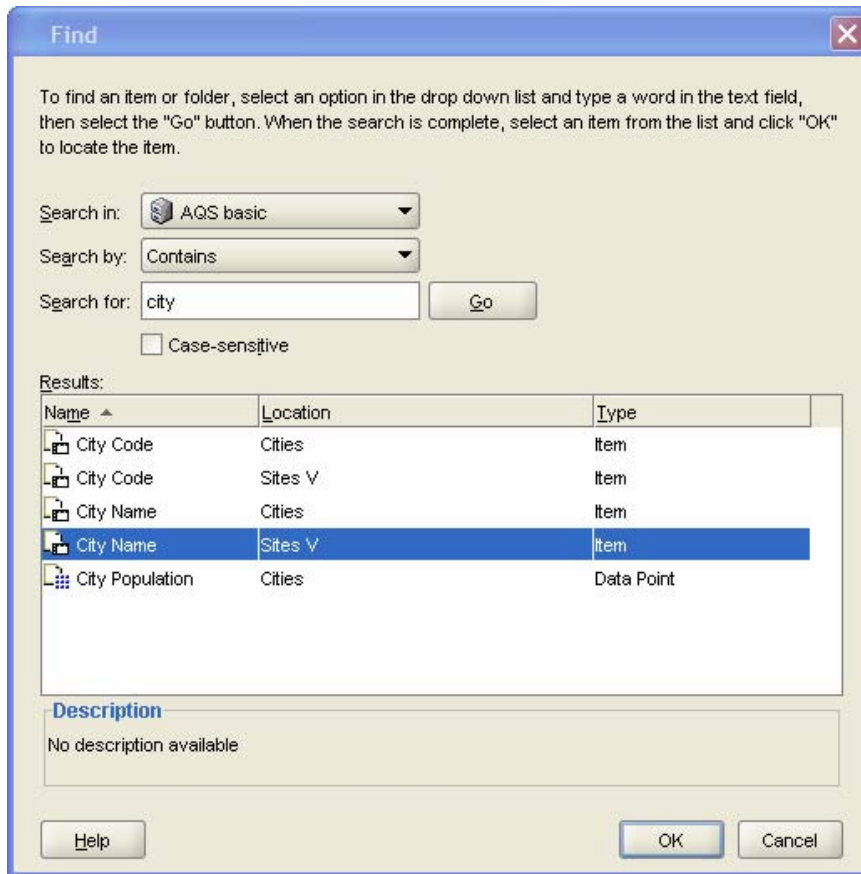 Find
To find an item or folder, select an option in the drop down list and type a word in the text field,
then select the "Go" button. When the search is complete, select an item from the list and click "OK"
to locate the item.
Search in: AQS basic
Search by: Contains
Search for: city Go
Case-sensitive
Results:
Name Location Type
City Code Cities Item
City Code Sites V Item
City Name Cities Item
City Name Sites V Item
City Population Cities Data Point
Description
No description available
Help OK Cancel